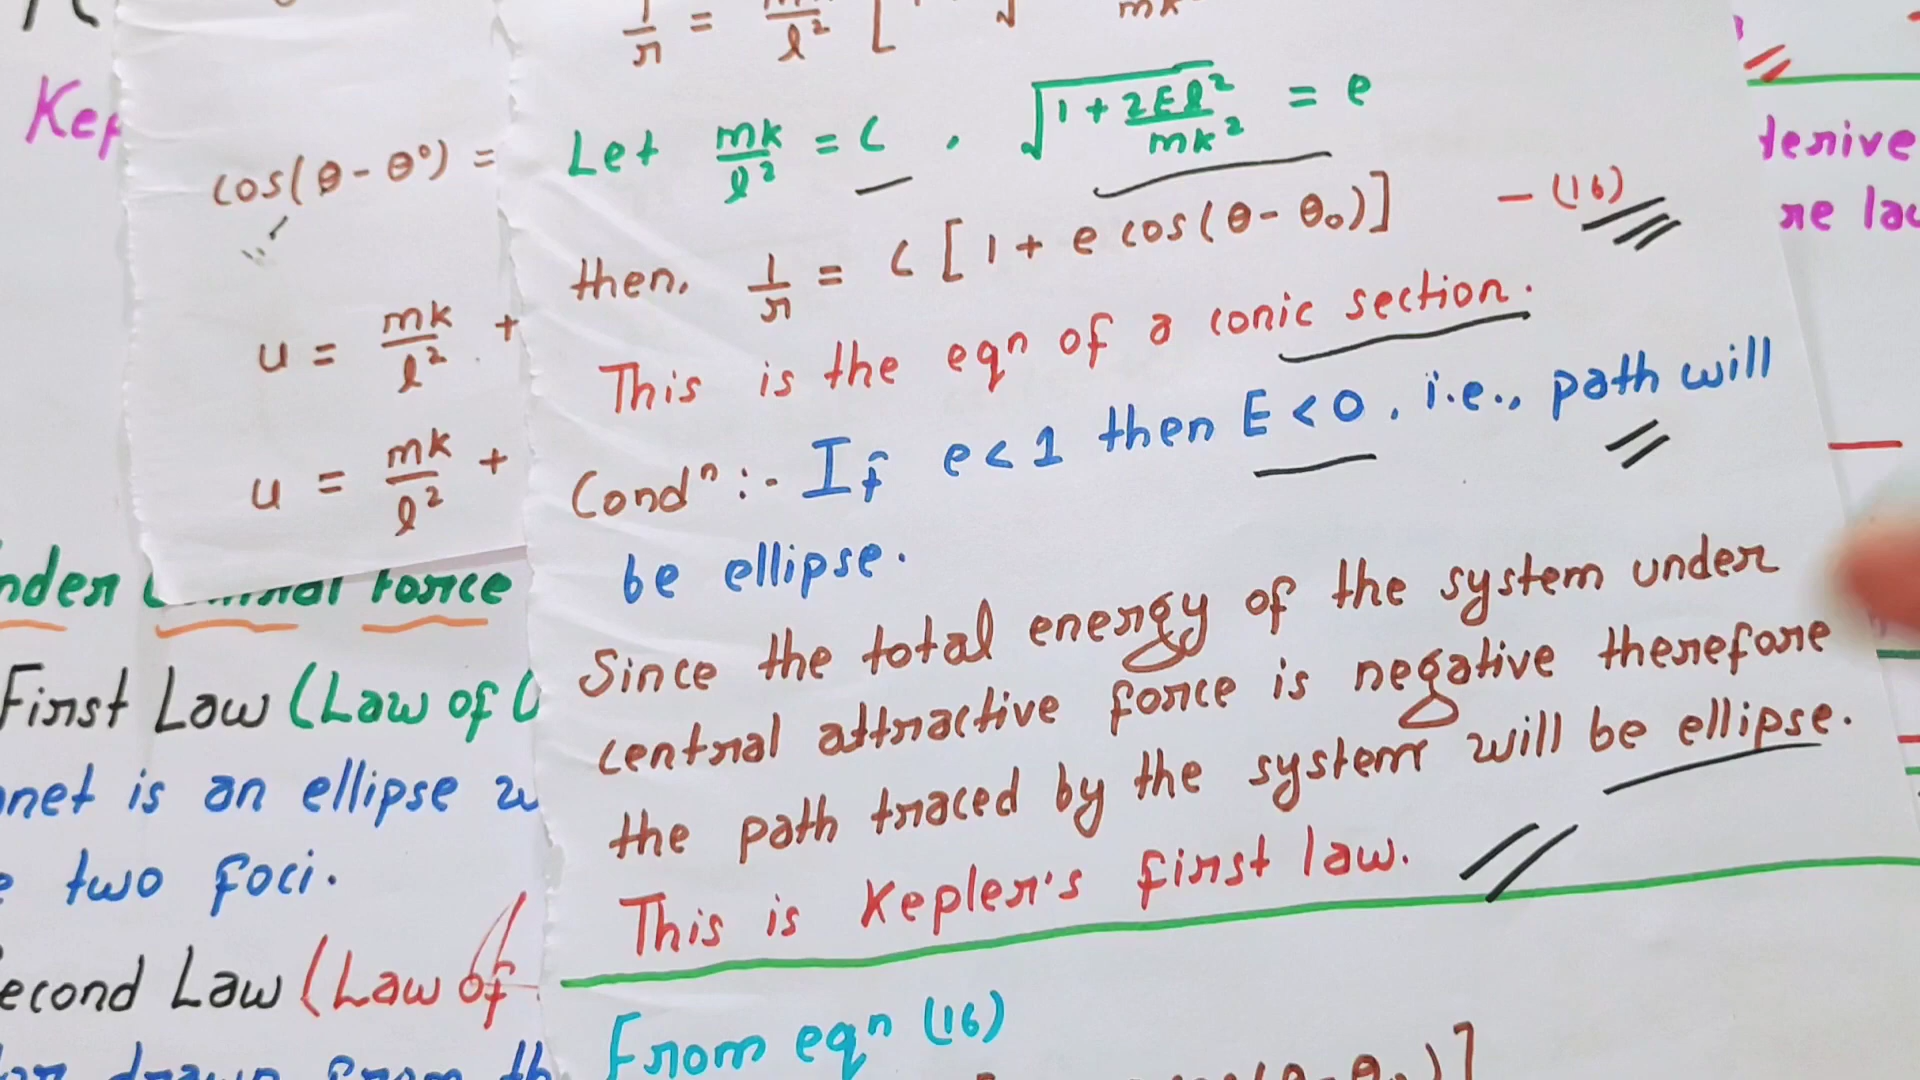 cos(θ - θ°) =
u = mk/l² +
u = mk/l² +
Force
First Law (Law of
is an ellipse
two foci.
Law (Law of
1/r = [
Let mk/l² = C , √(1 + 2El²/mk²) = e
then, 1/r = C [1 + e cos(θ - θ₀)] - (16)
This is the eqn of a conic section.
Condⁿ :- If e < 1 then E < 0, i.e., path will
be ellipse.
Since the total energy of the system under
central attractive force is negative therefore
the path traced by the system will be ellipse.
This is Kepler's first law.
From eqn (16)